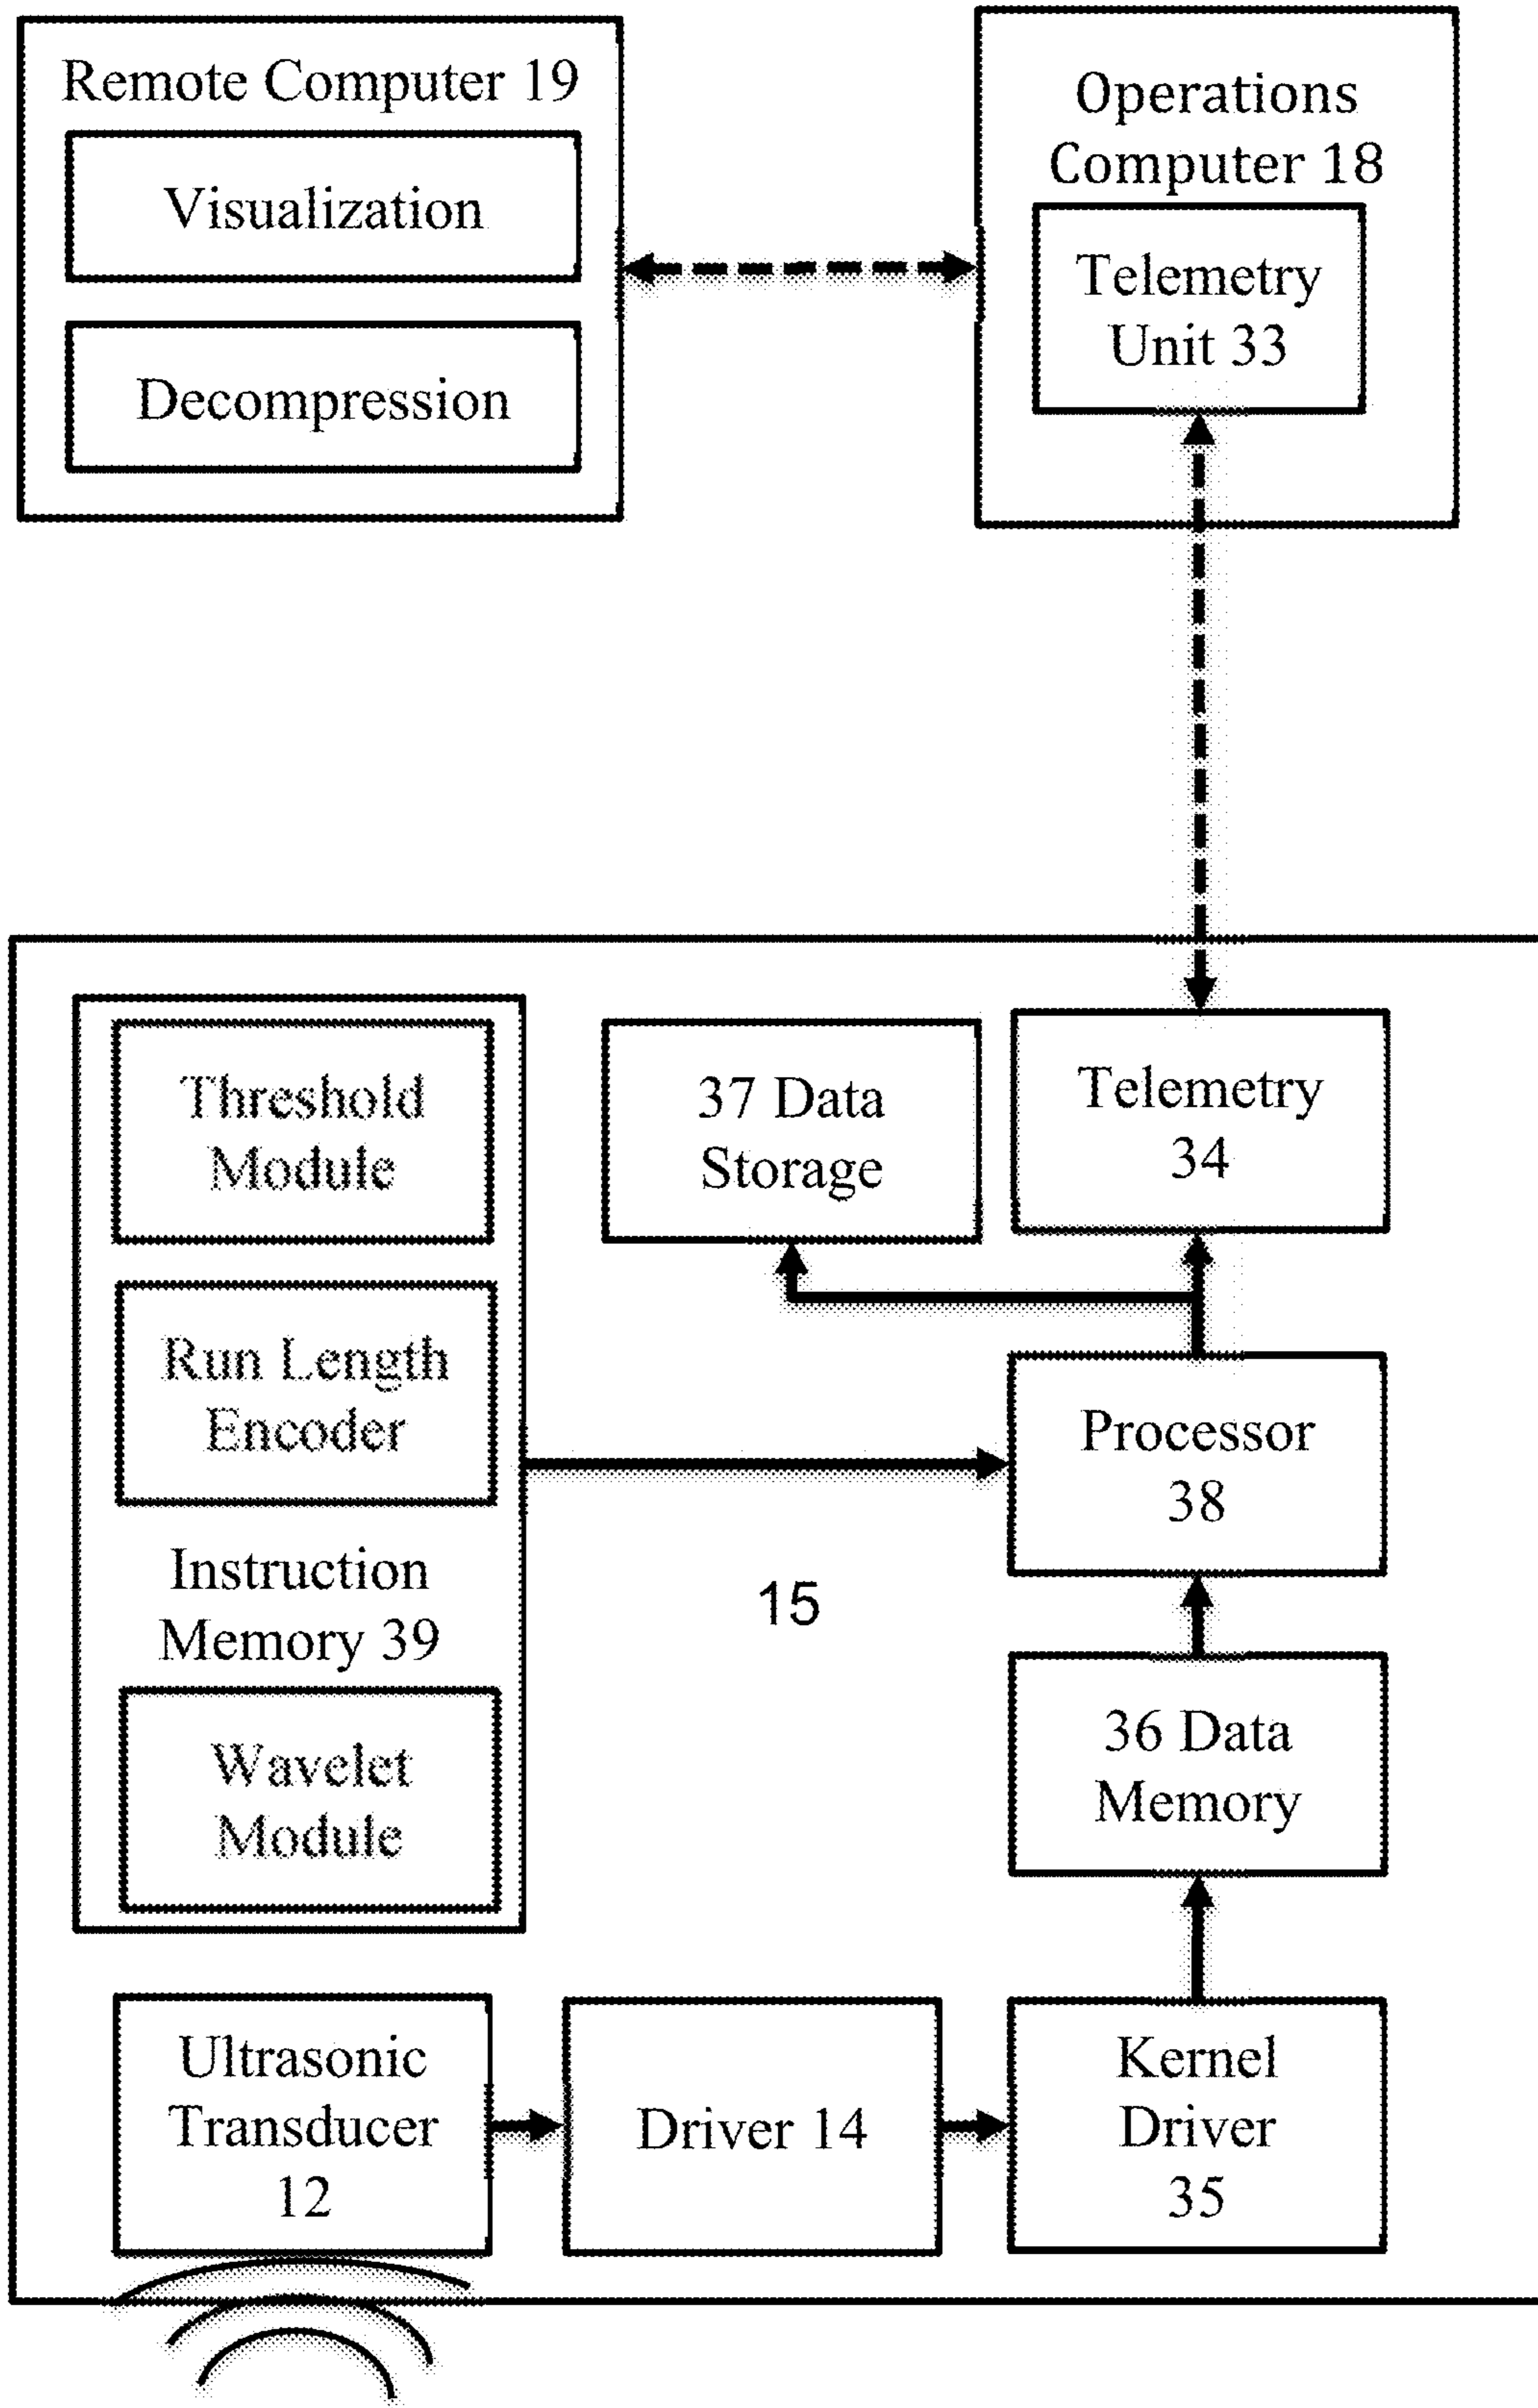 Remote Computer 19
Visualization
Decompression
Operations
Computer 18
Telemetry
Unit 33
Threshold
Module
Run Length
Encoder
Instruction
Memory 39
Wavelet
Module
37 Data
Storage
Telemetry
34
Processor
38
15
36 Data
Memory
Ultrasonic
Transducer
12
Driver 14
Kernel
Driver
35